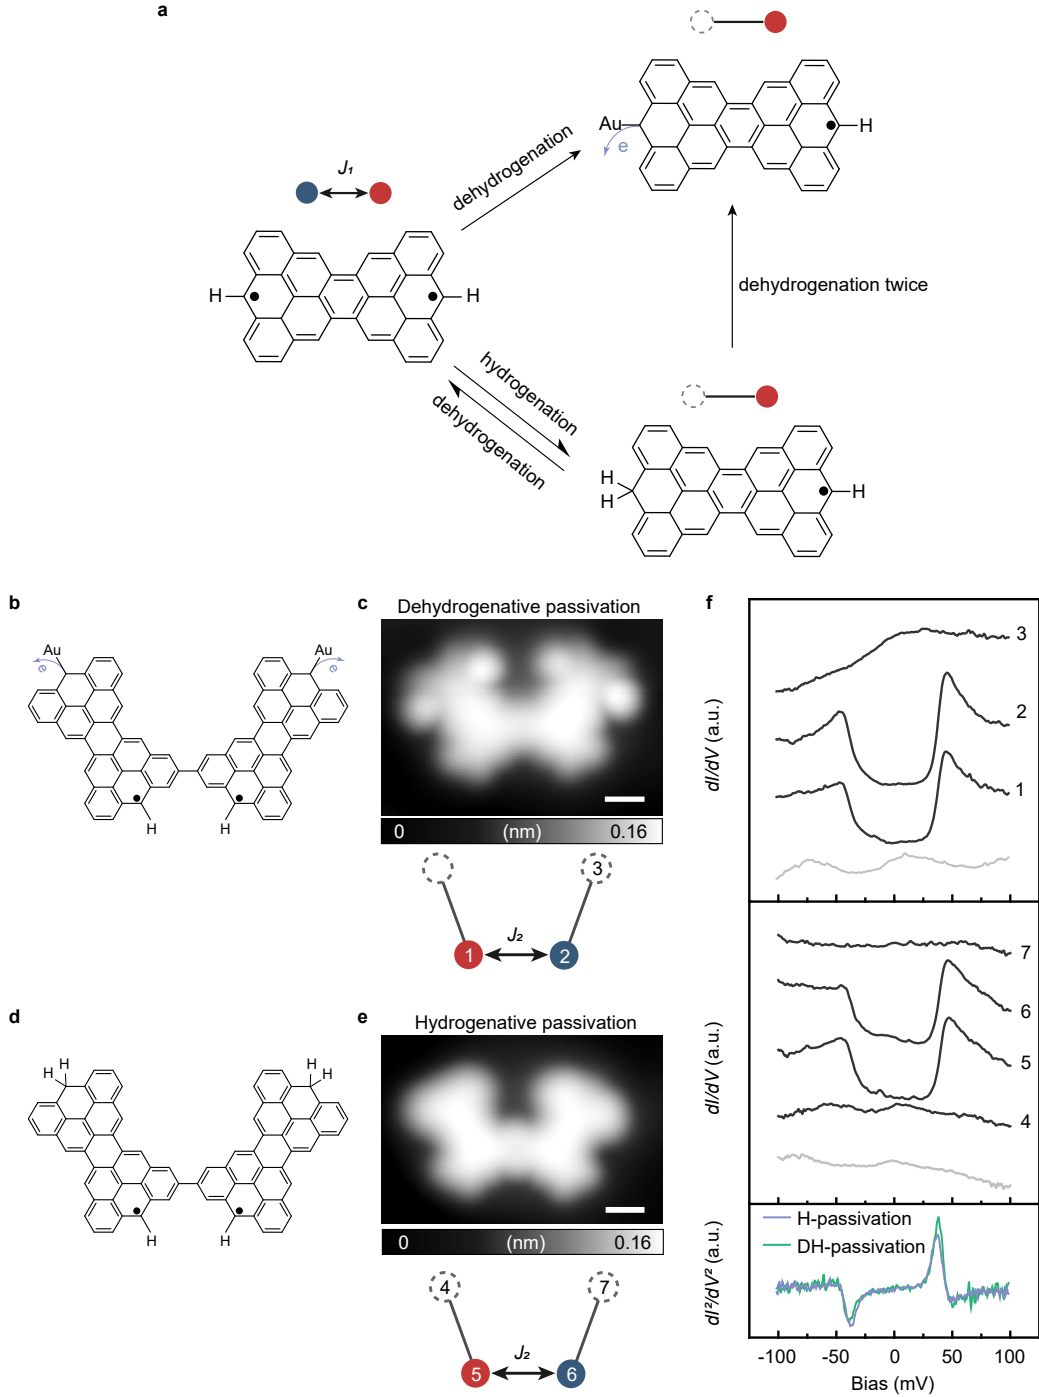 a
J₁
H
H
dehydrogenation
Au
e
H
dehydrogenation twice
hydrogenation
dehydrogenation
H
H
H
b
Au
e
Au
e
H
H
c
Dehydrogenative passivation
0 (nm) 0.16
3
J₂
1
2
d
H
H
H
H
H
H
e
Hydrogenative passivation
0 (nm) 0.16
4
7
J₂
5
6
f
dI/dV (a.u.)
3
2
1
dI/dV (a.u.)
7
6
5
4
dI²/dV² (a.u.)
H-passivation
DH-passivation
-100 -50 0 50 100
Bias (mV)